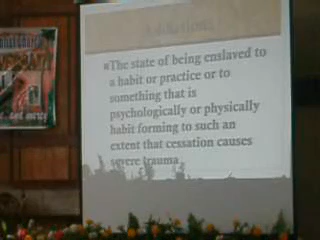 Addictions
■The state of being enslaved to
a habit or practice or to
something that is
psychologically or physically
habit forming to such an
extent that cessation causes
severe trauma